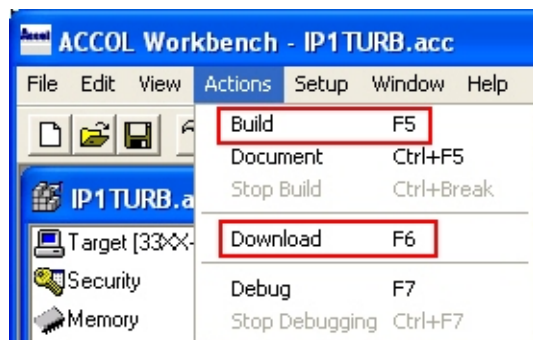 Accol ACCOL Workbench - IP1TURB.acc
File Edit View Actions Setup Window Help
Build F5
Document Ctrl+F5
Stop Build Ctrl+Break
IP1TURB.a
Target [33XX-
Download F6
Security
Debug F7
Memory
Stop Debugging Ctrl+F7